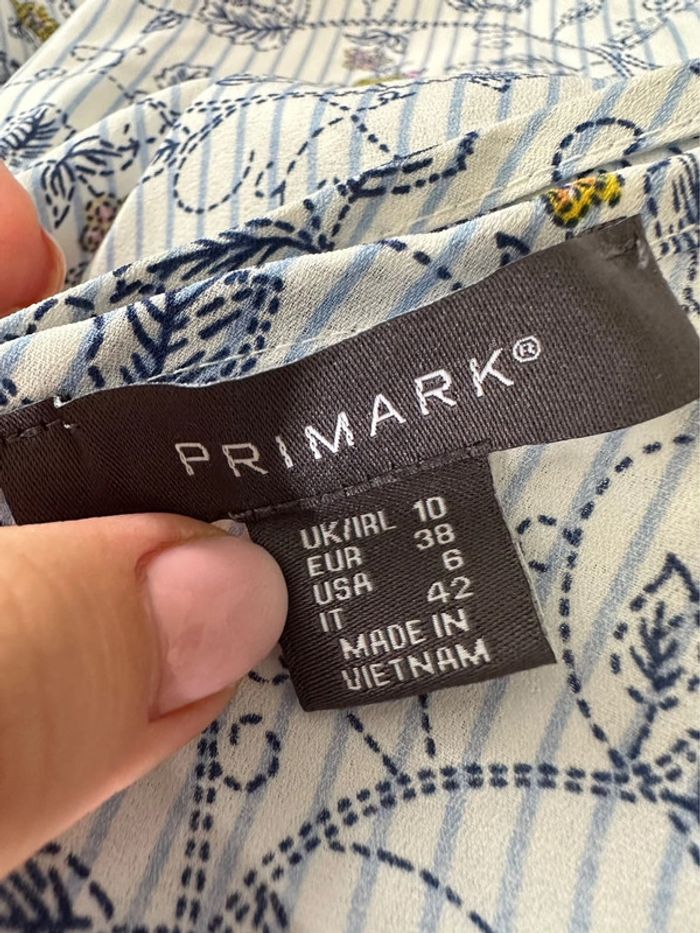 PRIMARK®
UK/IRL 10
EUR 38
USA 6
IT 42
MADE IN
VIETNAM